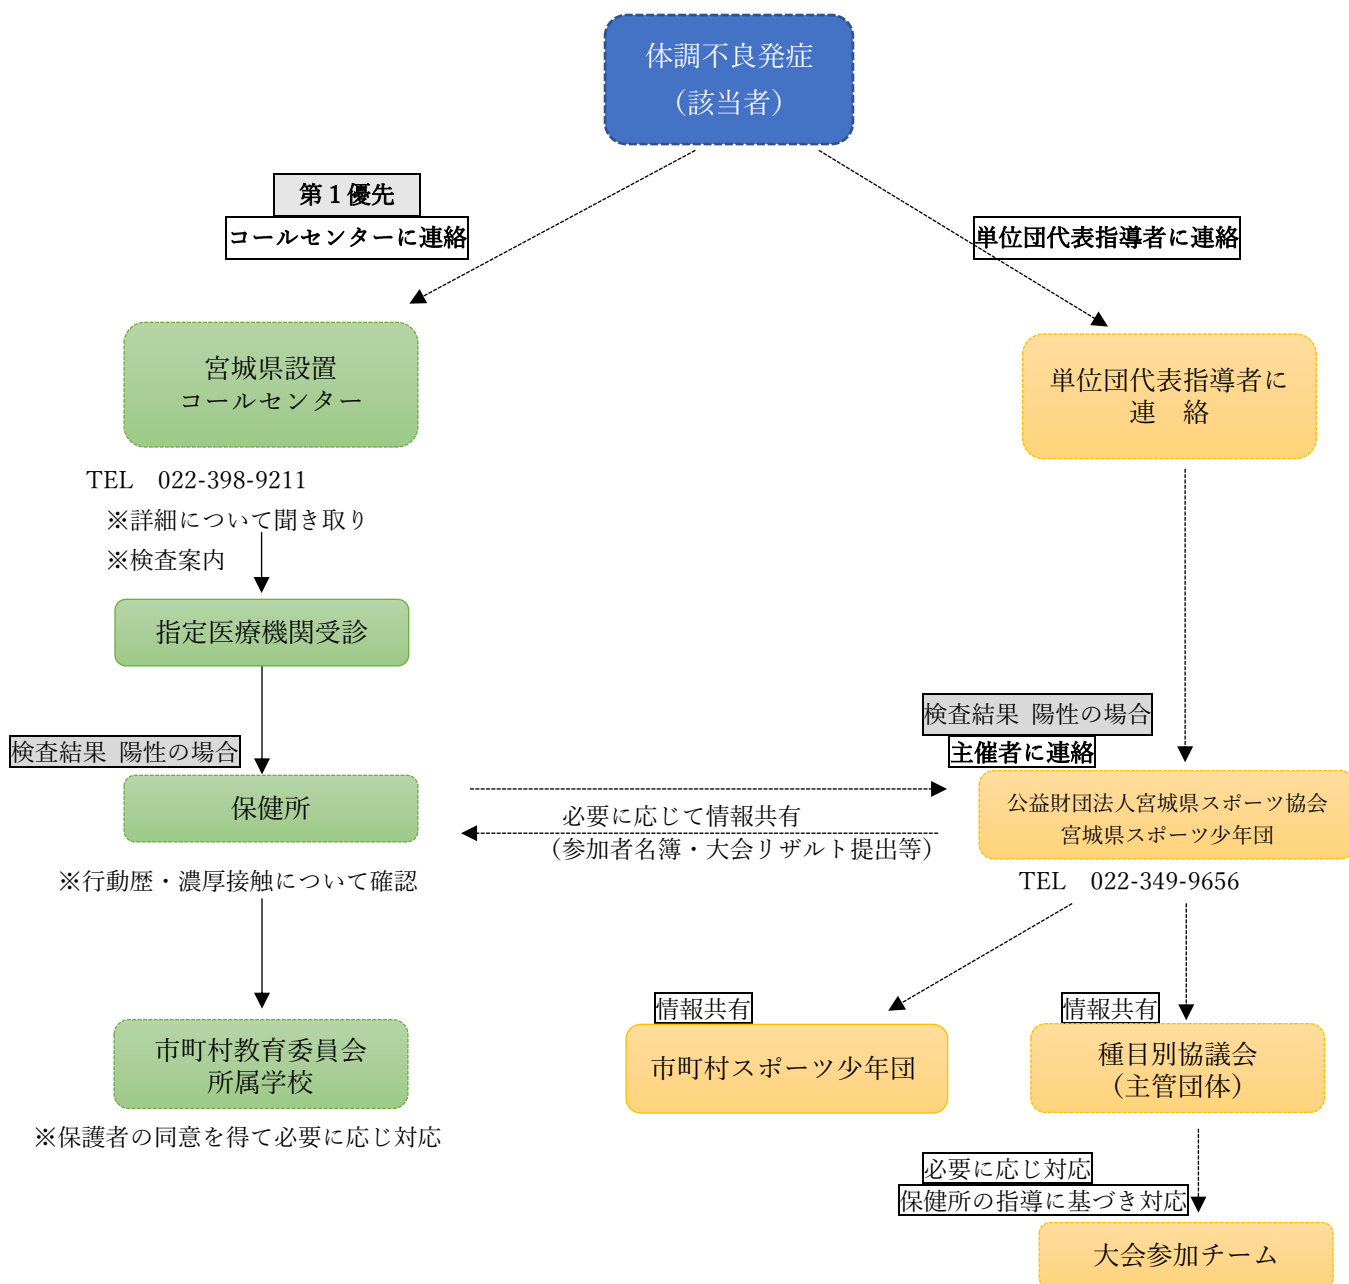 体調不良発症
（該当者）
第１優先
コールセンターに連絡
単位団代表指導者に連絡
宮城県設置
コールセンター
単位団代表指導者に
連　絡
TEL　022-398-9211
※詳細について聞き取り
※検査案内
指定医療機関受診
検査結果 陽性の場合
主催者に連絡
検査結果 陽性の場合
保健所
必要に応じて情報共有
（参加者名簿・大会リザルト提出等）
公益財団法人宮城県スポーツ協会
宮城県スポーツ少年団
※行動歴・濃厚接触について確認
TEL　022-349-9656
情報共有
情報共有
市町村教育委員会
所属学校
市町村スポーツ少年団
種目別協議会
（主管団体）
※保護者の同意を得て必要に応じ対応
必要に応じ対応
保健所の指導に基づき対応
大会参加チーム